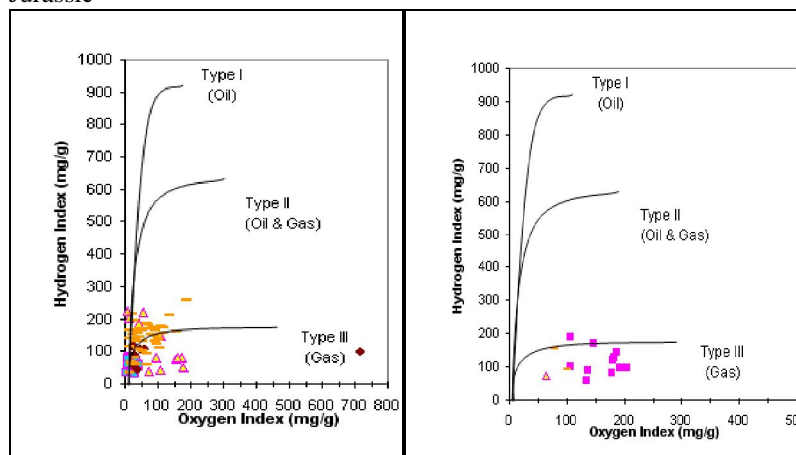 Jurassic
1000
900
800
700
600
500
400
300
200
100
0
Hydrogen Index (mg/g)
Type I
(Oil)
Type II
(Oil & Gas)
Type III
(Gas)
0 100 200 300 400 500 600 700 800
Oxygen Index (mg/g)
1000
900
800
700
600
500
400
300
200
100
0
Hydrogen Index (mg/g)
Type I
(Oil)
Type II
(Oil & Gas)
Type III
(Gas)
0 100 200 300 400
Oxygen Index (mg/g)